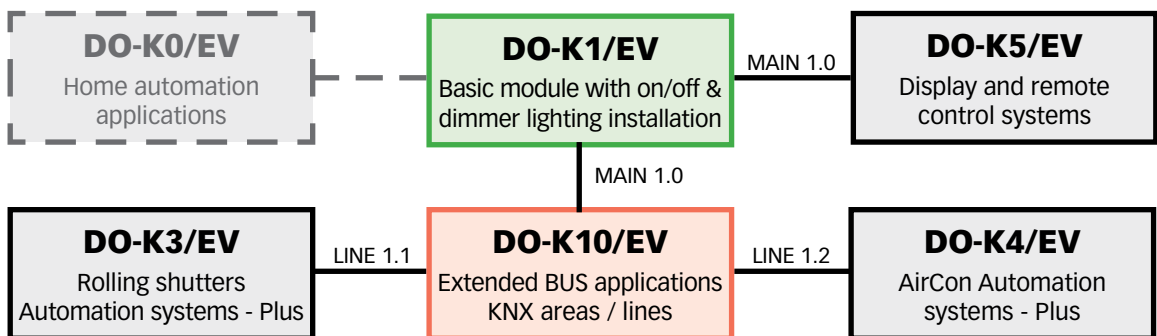 DO-K0/EV
Home automation
applications
DO-K1/EV
Basic module with on/off &
dimmer lighting installation
MAIN 1.0
DO-K5/EV
Display and remote
control systems
MAIN 1.0
DO-K3/EV
Rolling shutters
Automation systems - Plus
LINE 1.1
DO-K10/EV
Extended BUS applications
KNX areas / lines
LINE 1.2
DO-K4/EV
AirCon Automation
systems - Plus